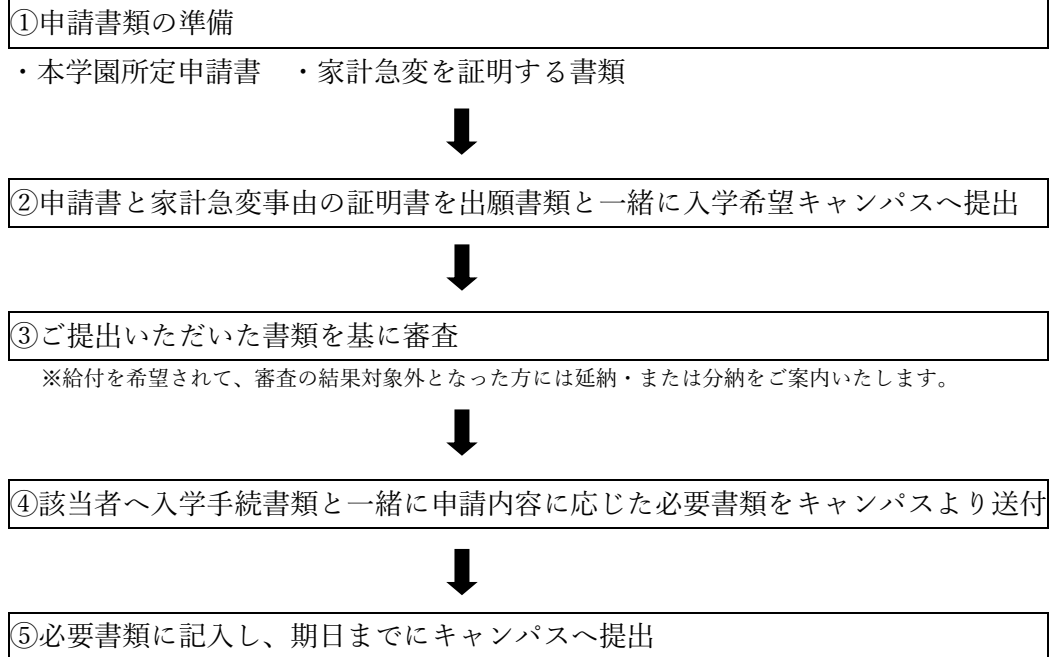 ①申請書類の準備
・本学園所定申請書　・家計急変を証明する書類
②申請書と家計急変事由の証明書を出願書類と一緒に入学希望キャンパスへ提出
③ご提出いただいた書類を基に審査
※給付を希望されて、審査の結果対象外となった方には延納・または分納をご案内いたします。
④該当者へ入学手続書類と一緒に申請内容に応じた必要書類をキャンパスより送付
⑤必要書類に記入し、期日までにキャンパスへ提出